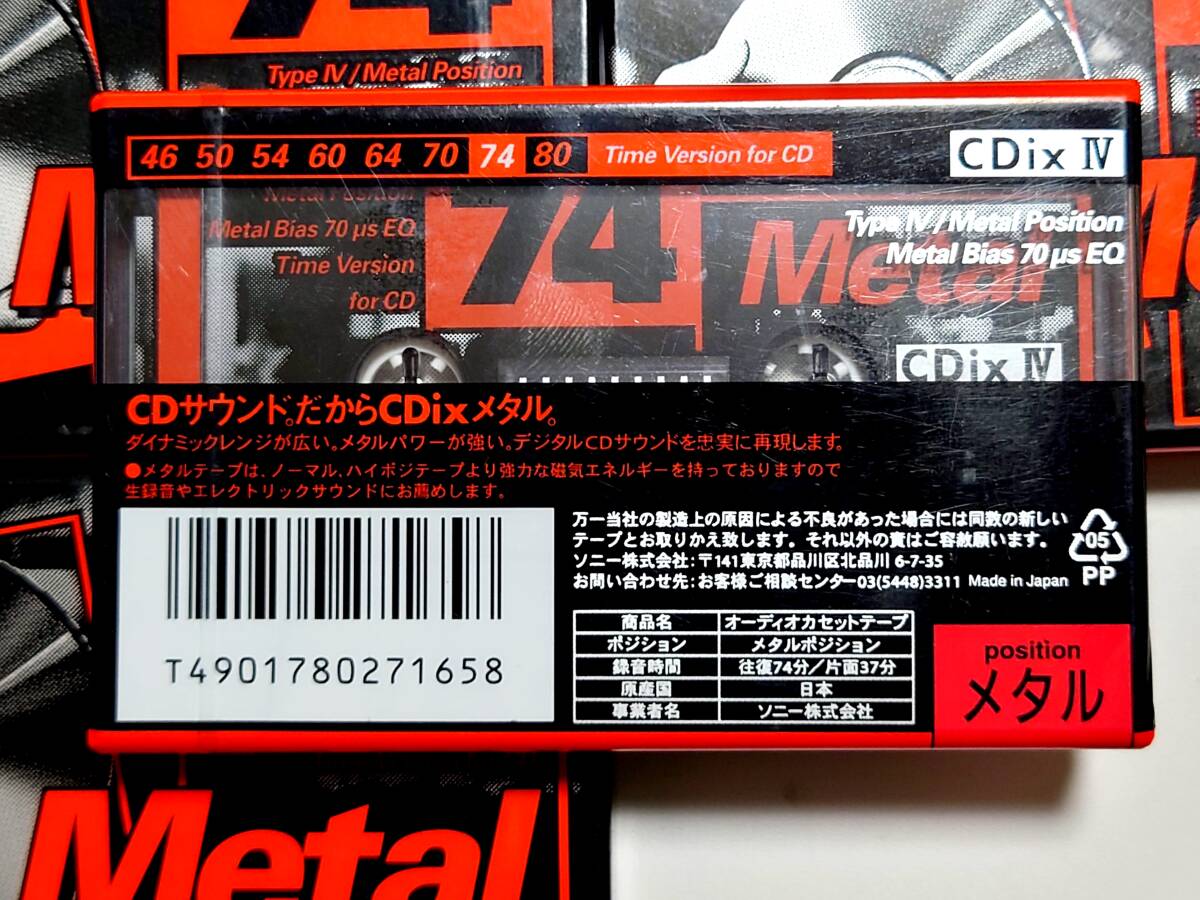 74
Type IV/Metal Position
46 50 54 60 64 70 74 80 Time Version for CD
CDix IV
Metal Position
Metal Bias 70 µs EQ
Time Version
for CD
74
Metal
Type IV/Metal Position
Metal Bias 70 µs EQ
CDix IV
CDサウンド。だからCDixメタル。
ダイナミックレンジが広い。メタルパワーが強い。デジタルCDサウンドを忠実に再現します。
●メタルテープは、ノーマル、ハイポジテープより強力な磁気エネルギーを持っておりますので
生録音やエレクトリックサウンドにお薦めします。
T4901780271658
万一当社の製造上の原因による不良があった場合には同数の新しい
テープとお取りかえ致します。それ以外の責はご容赦願います。
ソニー株式会社：〒141東京都品川区北品川 6-7-35
お問い合わせ先：お客様ご相談センター03(5448)3311 Made in Japan
05
PP
商品名 オーディオカセットテープ
ポジション メタルポジション
録音時間 往復74分／片面37分
原産国 日本
事業者名 ソニー株式会社
position
メタル
Metal